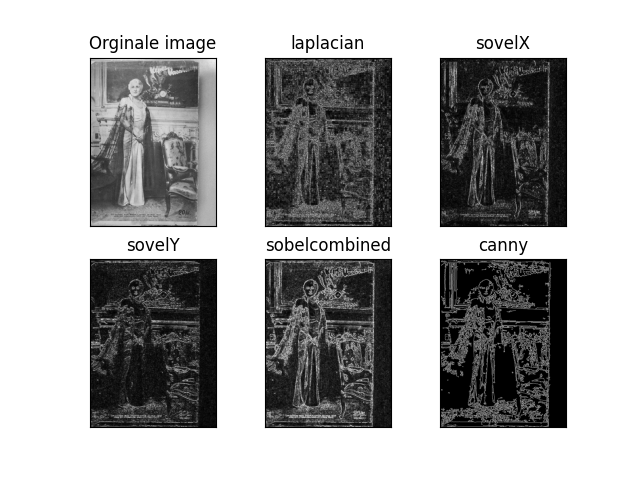 Orginale image
laplacian
sovelX
sovelY
sobelcombined
canny